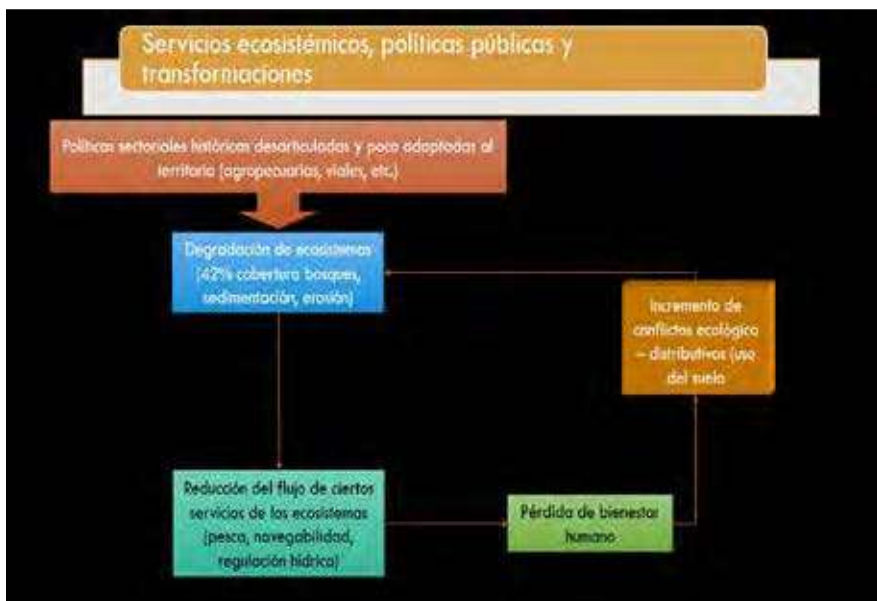 Servicios ecosistémicos, políticas públicas y
transformaciones
Políticas sectoriales históricas desarticuladas y poco adaptadas al
territorio (agropecuarias, viales, etc.)
Degradación de ecosistemas
(42% cobertura bosques,
sedimentación, erosión)
Incremento de
conflictos ecológico
– distributivos (uso
del suelo
Reducción del flujo de ciertos
servicios de los ecosistemas
(pesca, navegabilidad,
regulación hídrica)
Pérdida de bienestar
humano